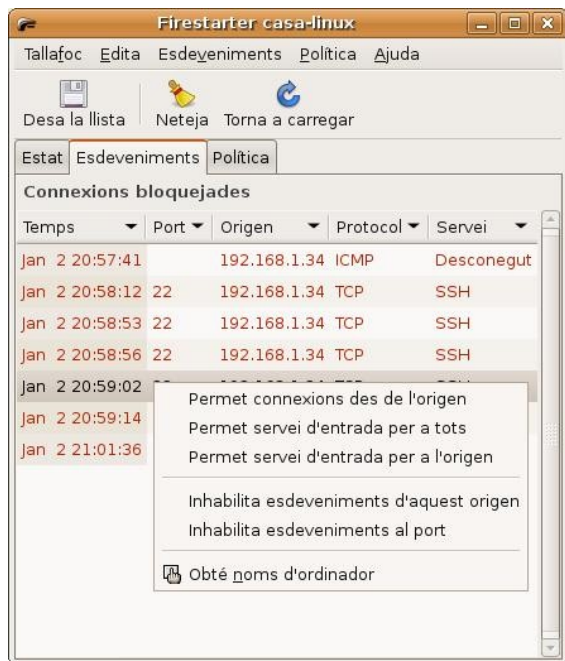 Firestarter casa-linux
Tallafoc Edita Esdeveniments Política Ajuda
Desa la llista Neteja Torna a carregar
Estat Esdeveniments Política
Connexions bloquejades
Temps Port Origen Protocol Servei
Jan 2 20:57:41 192.168.1.34 ICMP Desconegut
Jan 2 20:58:12 22 192.168.1.34 TCP SSH
Jan 2 20:58:53 22 192.168.1.34 TCP SSH
Jan 2 20:58:56 22 192.168.1.34 TCP SSH
Jan 2 20:59:02
Permet connexions des de l'origen
Jan 2 20:59:14
Permet servei d'entrada per a tots
Jan 2 21:01:36
Permet servei d'entrada per a l'origen
Inhabilita esdeveniments d'aquest origen
Inhabilita esdeveniments al port
Obté noms d'ordinador